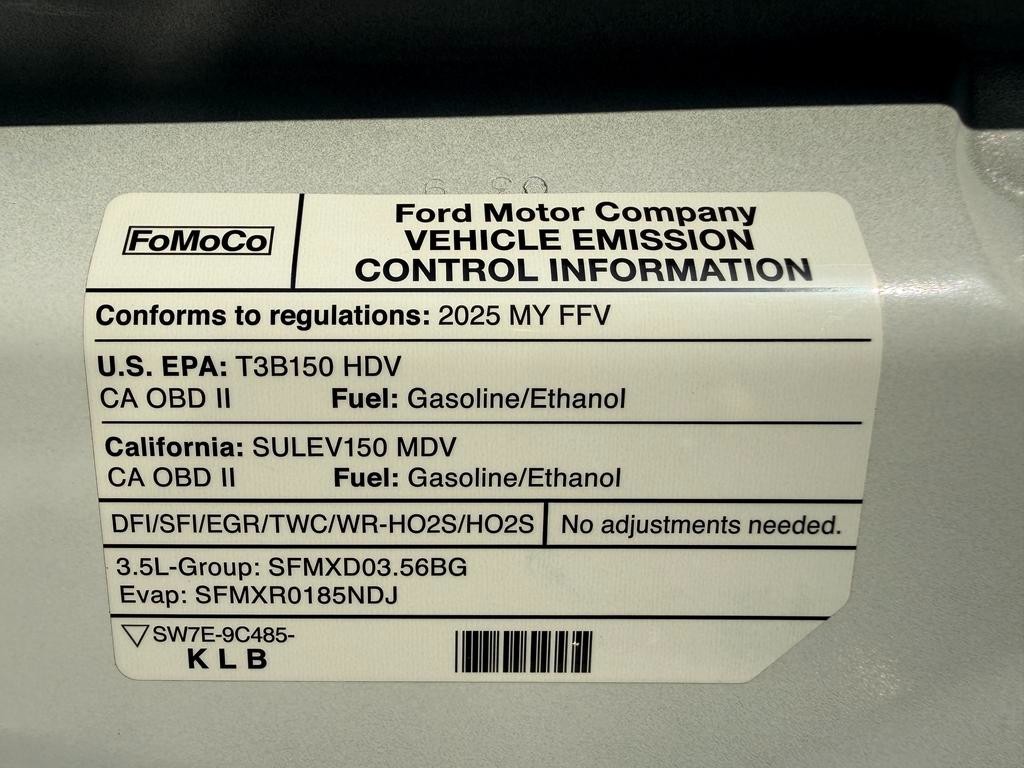 FoMoCo
Ford Motor Company
VEHICLE EMISSION
CONTROL INFORMATION
Conforms to regulations: 2025 MY FFV
U.S. EPA: T3B150 HDV
CA OBD II Fuel: Gasoline/Ethanol
California: SULEV150 MDV
CA OBD II Fuel: Gasoline/Ethanol
DFI/SFI/EGR/TWC/WR-HO2S/HO2S No adjustments needed.
3.5L-Group: SFMXD03.56BG
Evap: SFMXR0185NDJ
SW7E-9C485-
K L B